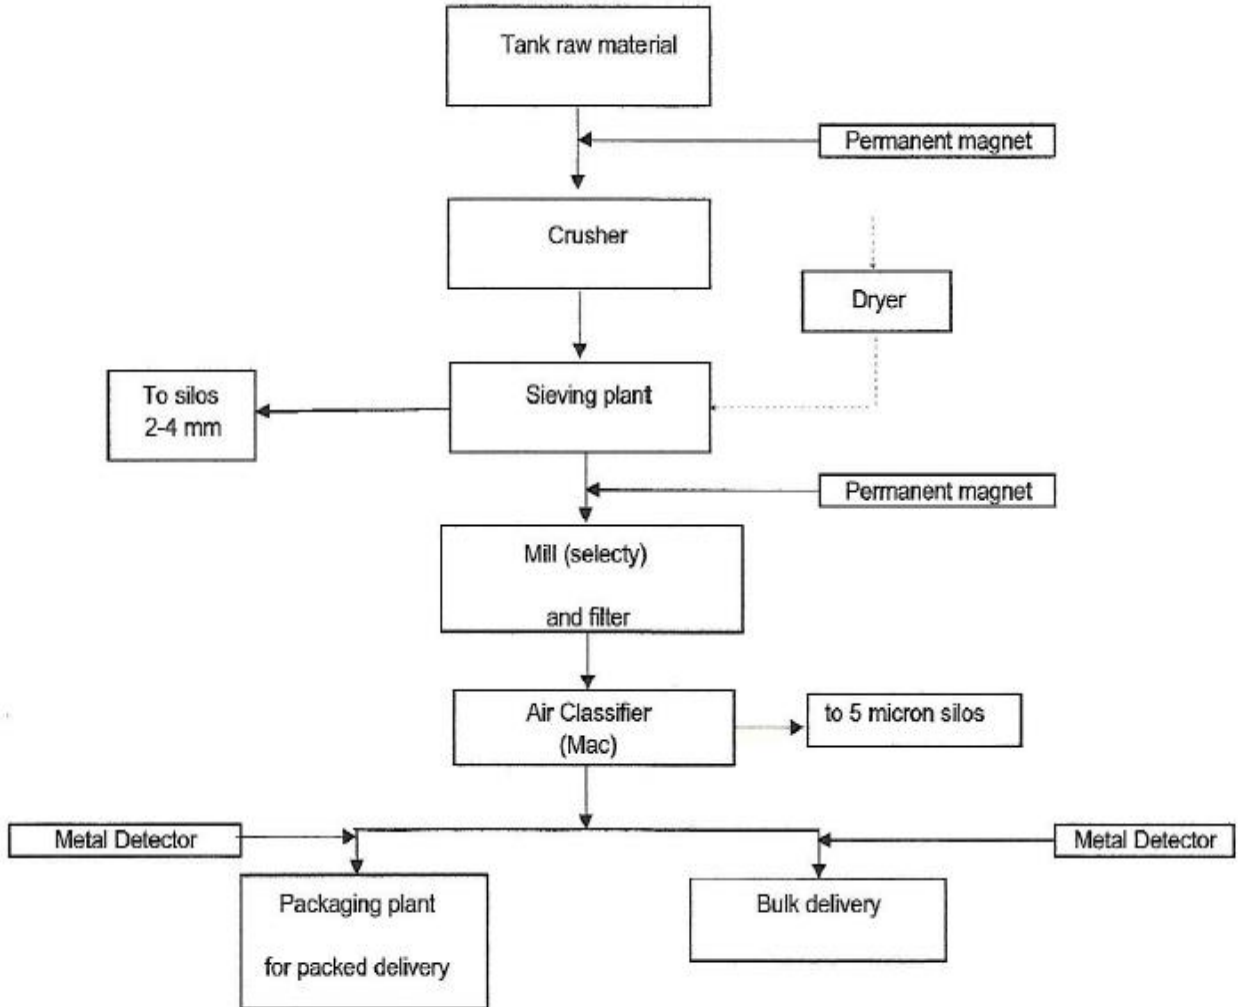 Tank raw material
Permanent magnet
Crusher
Dryer
To silos
2-4 mm
Sieving plant
Permanent magnet
Mill (selecty)
and filter
Air Classifier
(Mac)
to 5 micron silos
Metal Detector
Metal Detector
Packaging plant
for packed delivery
Bulk delivery